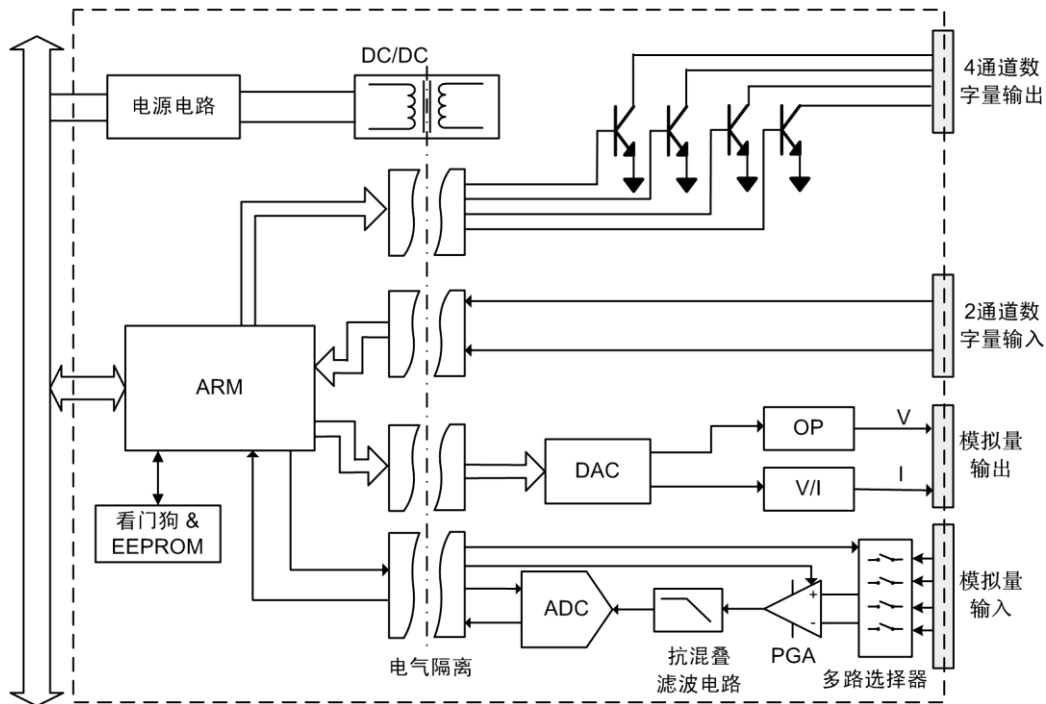 DC/DC
电源电路
4通道数
字量输出
2通道数
字量输入
ARM
OP
V
DAC
V/I
I
模拟量
输出
看门狗 &
EEPROM
ADC
PGA
模拟量
输入
电气隔离
抗混叠
滤波电路
多路选择器
+
-